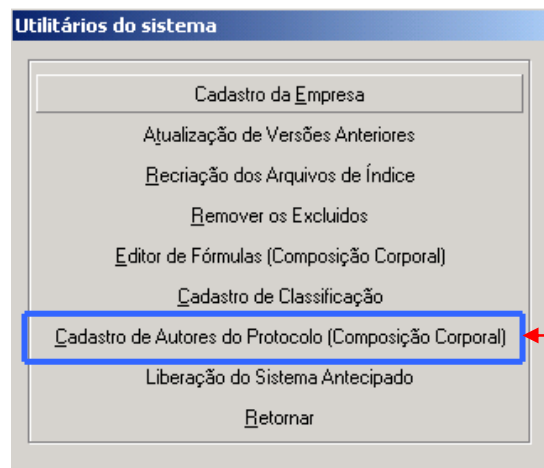 Utilitários do sistema
Cadastro da Empresa
Atualização de Versões Anteriores
Recriação dos Arquivos de Índice
Remover os Excluidos
Editor de Fórmulas (Composição Corporal)
Cadastro de Classificação
Cadastro de Autores do Protocolo (Composição Corporal)
Liberação do Sistema Antecipado
Retornar